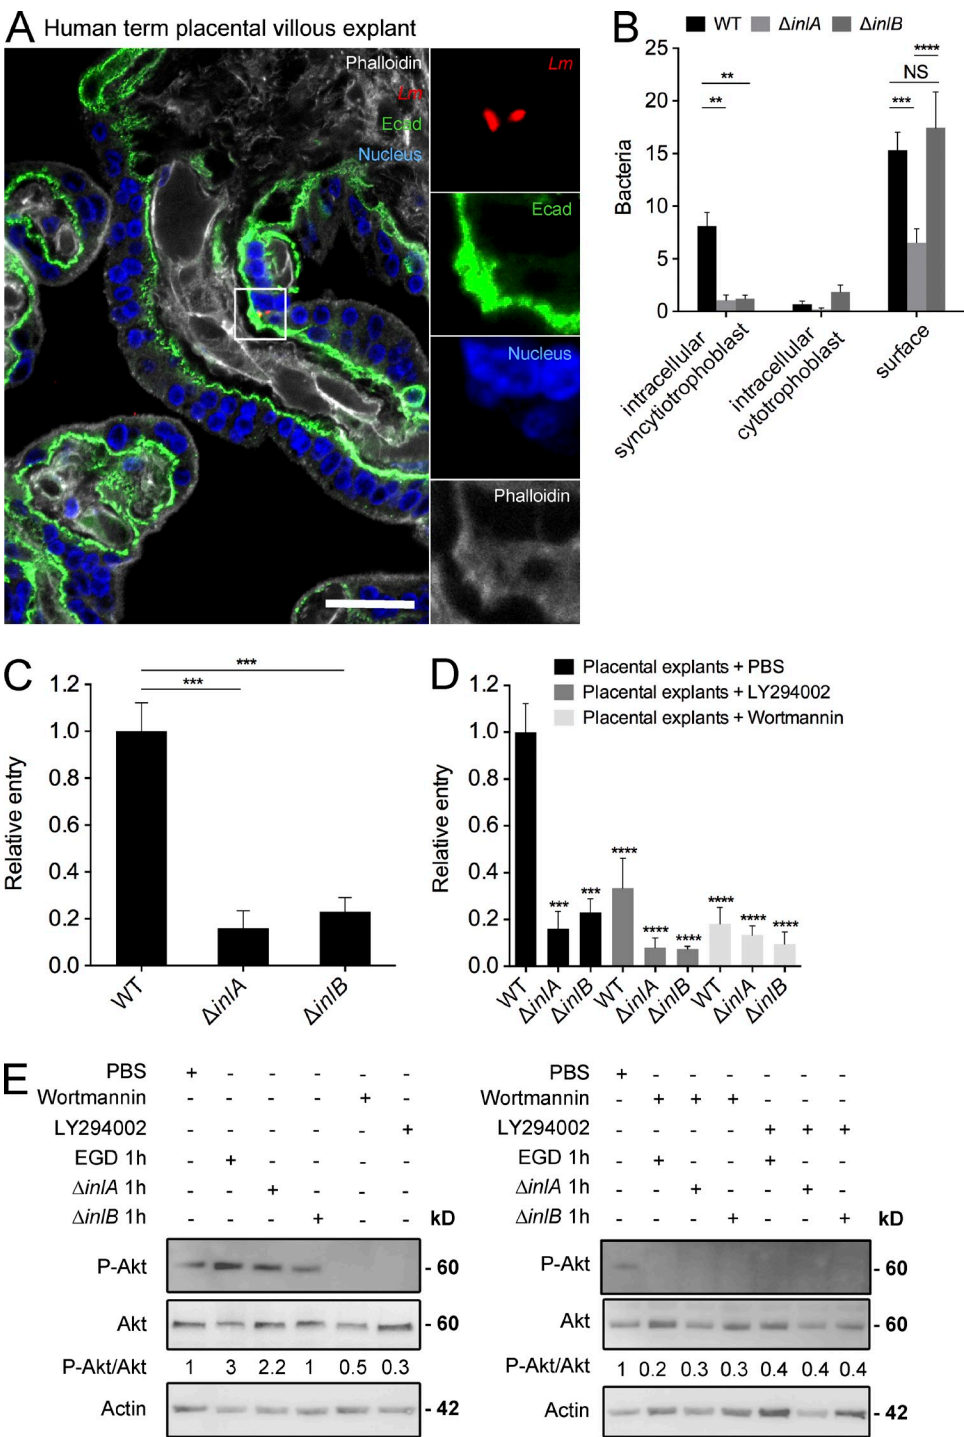 A Human term placental villous explant
Phalloidin
Lm
Ecad
Nucleus
Lm
Ecad
Nucleus
Phalloidin
B
WT ΔinlA ΔinlB
Bacteria
25
20
15
10
5
0
** ** *** NS ****
intracellular
syncytiotrophoblast
intracellular
cytotrophoblast
surface
C
Relative entry
1.2
1.0
0.8
0.6
0.4
0.2
0.0
***
***
WT ΔinlA ΔinlB
D
Placental explants + PBS
Placental explants + LY294002
Placental explants + Wortmannin
Relative entry
1.2
1.0
0.8
0.6
0.4
0.2
0.0
*** *** **** **** **** **** **** ****
WT ΔinlA ΔinlB WT ΔinlA ΔinlB WT ΔinlA ΔinlB
E
PBS + - - - - -
Wortmannin - - - - + -
LY294002 - - - - - +
EGD 1h - + - - - -
ΔinlA 1h - - + - - -
ΔinlB 1h - - - + - - kD
P-Akt - 60
Akt - 60
P-Akt/Akt 1 3 2.2 1 0.5 0.3
Actin - 42
PBS + - - - - - -
Wortmannin - + + + - - -
LY294002 - - - - + + +
EGD 1h - + - - + - -
ΔinlA 1h - - + - - + -
ΔinlB 1h - - - + - - + kD
P-Akt - 60
Akt - 60
P-Akt/Akt 1 0.2 0.3 0.3 0.4 0.4 0.4
Actin - 42